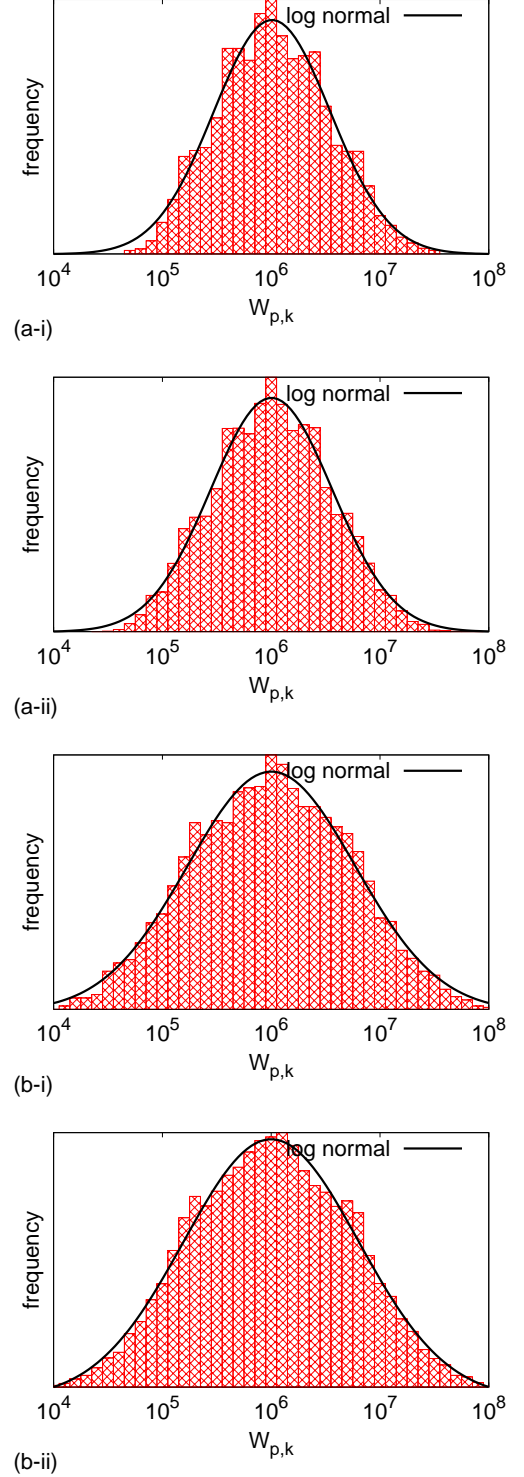 log normal
frequency
10^4 10^5 10^6 10^7 10^8
W_{p,k}
(a-i)
log normal
frequency
10^4 10^5 10^6 10^7 10^8
W_{p,k}
(a-ii)
log normal
frequency
10^4 10^5 10^6 10^7 10^8
W_{p,k}
(b-i)
log normal
frequency
10^4 10^5 10^6 10^7 10^8
W_{p,k}
(b-ii)